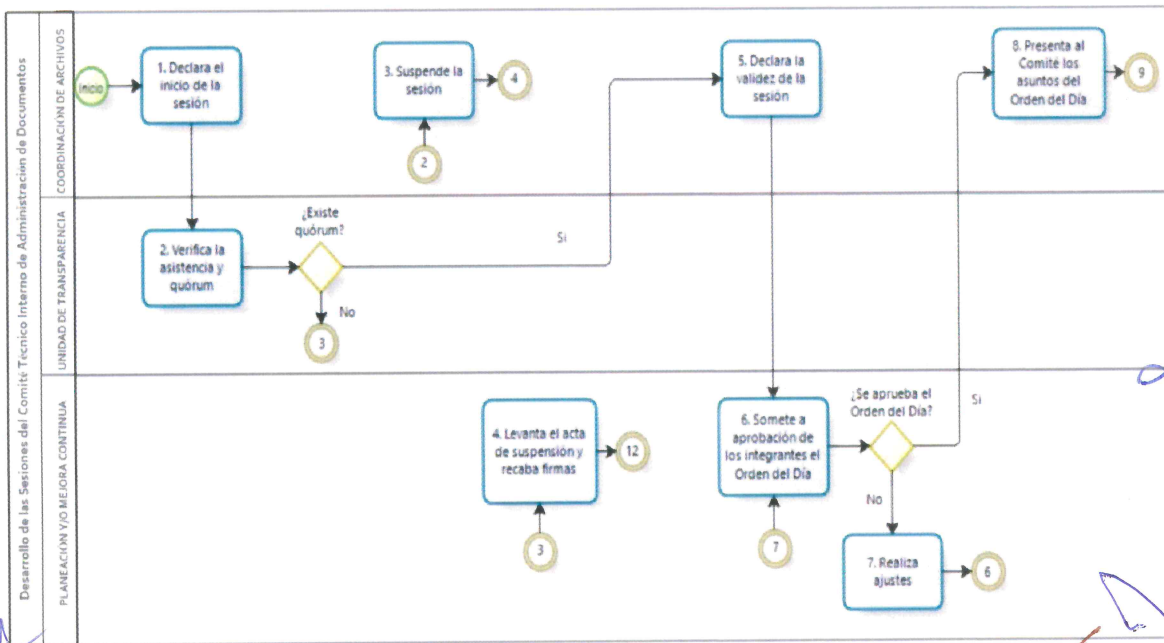 Desarrollo de las Sesiones del Comité Técnico Interno de Administración de Documentos
COORDINACIÓN DE ARCHIVOS
Inicio
1. Declara el
inicio de la
sesión
3. Suspende la
sesión
4
2
5. Declara la
validez de la
sesión
8. Presenta al
Comité los
asuntos del
Orden del Día
9
UNIDAD DE TRANSPARENCIA
2. Verifica la
asistencia y
quórum
¿Existe
quórum?
Si
No
3
PLANEACIÓN Y/O MEJORA CONTINUA
4. Levanta el acta
de suspensión y
recaba firmas
12
3
6. Somete a
aprobación de
los integrantes el
Orden del Día
7
¿Se aprueba el
Orden del Día?
Si
No
7. Realiza
ajustes
6